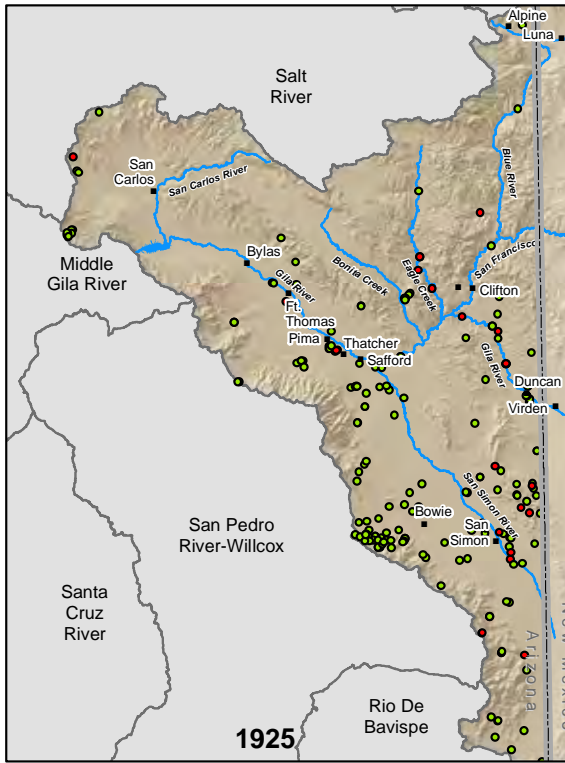 Alpine
Luna
Salt
River
Blue River
San
Carlos
San Carlos River
San Francisco
Middle
Gila River
Bylas
Bonita Creek
Eagle Creek
Gila River
Clifton
Ft.
Thomas
Pima
Thatcher
Safford
Gila River
Duncan
Virden
San Simon River
Bowie
San
Simon
San Pedro
River-Willcox
Santa
Cruz
River
Arizona
New Mexico
Rio De
Bavispe
1925